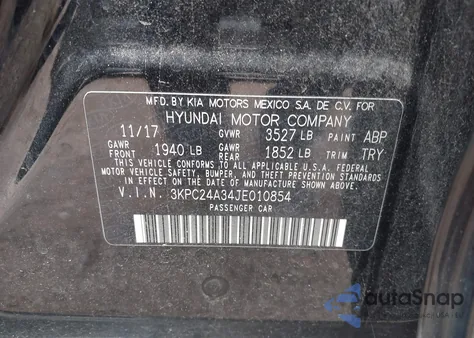 MFD. BY KIA MOTORS MEXICO S.A. DE C.V. FOR
HYUNDAI MOTOR COMPANY
11/17 GVWR 3527 LB PAINT ABP
GAWR FRONT 1940 LB GAWR REAR 1852 LB TRIM TRY
THIS VEHICLE CONFORMS TO ALL APPLICABLE U.S. FEDERAL
MOTOR VEHICLE SAFETY, BUMPER, AND THEFT PREVENTION
STANDARDS IN EFFECT ON THE DATE OF MANUFACTURE SHOWN ABOVE.
V.I.N. 3KPC24A34JE010854
PASSENGER CAR
autoSnap